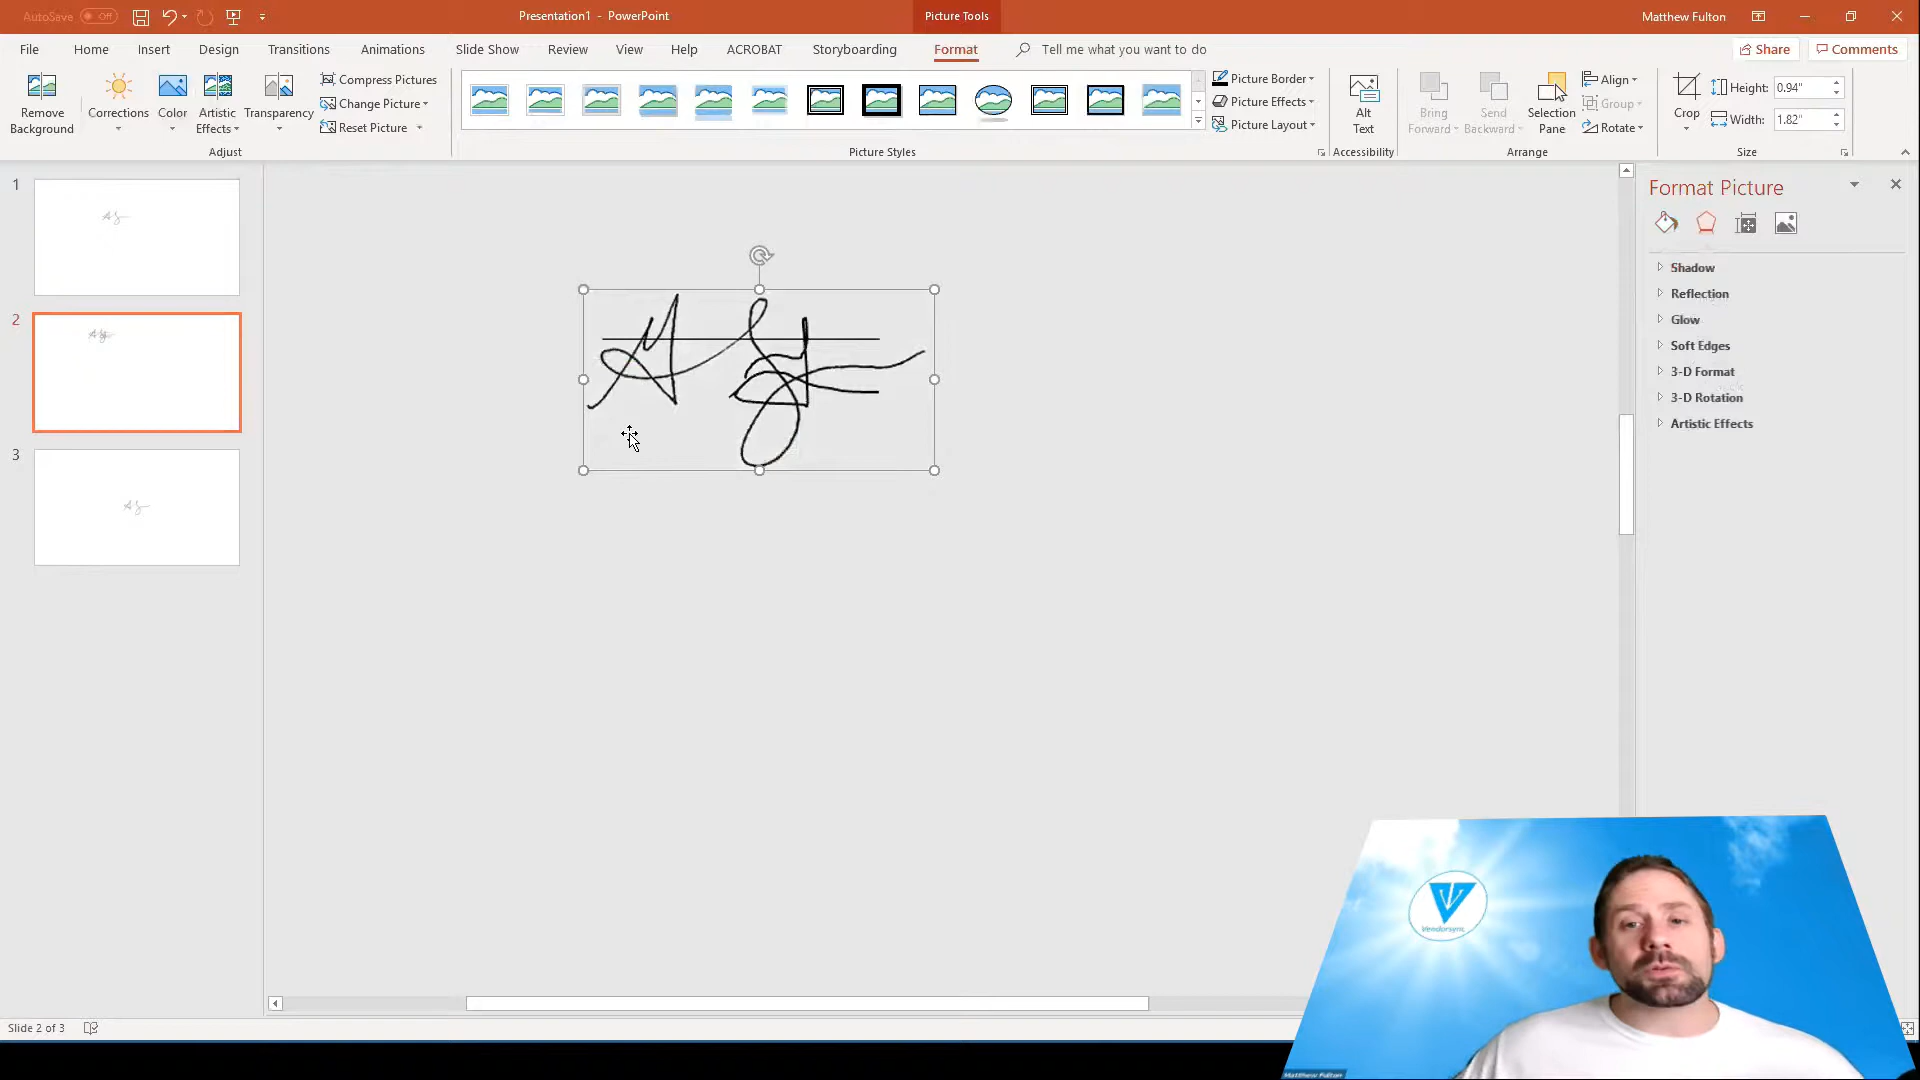 AutoSave Off
Presentation1 - PowerPoint
Picture Tools
Matthew Fulton
File Home Insert Design Transitions Animations Slide Show Review View Help ACROBAT Storyboarding Format Tell me what you want to do
Share Comments
Remove Background
Corrections
Color
Artistic Effects
Transparency
Compress Pictures
Change Picture
Reset Picture
Adjust
Picture Styles
Picture Border
Picture Effects
Picture Layout
Alt Text
Accessibility
Bring Forward
Send Backward
Selection Pane
Align
Group
Rotate
Arrange
Crop
Height: 0.94"
Width: 1.82"
Size
1
2
3
Format Picture
Shadow
Reflection
Glow
Soft Edges
3-D Format
3-D Rotation
Artistic Effects
Vendorsync
Matthew Fulton
Slide 2 of 3